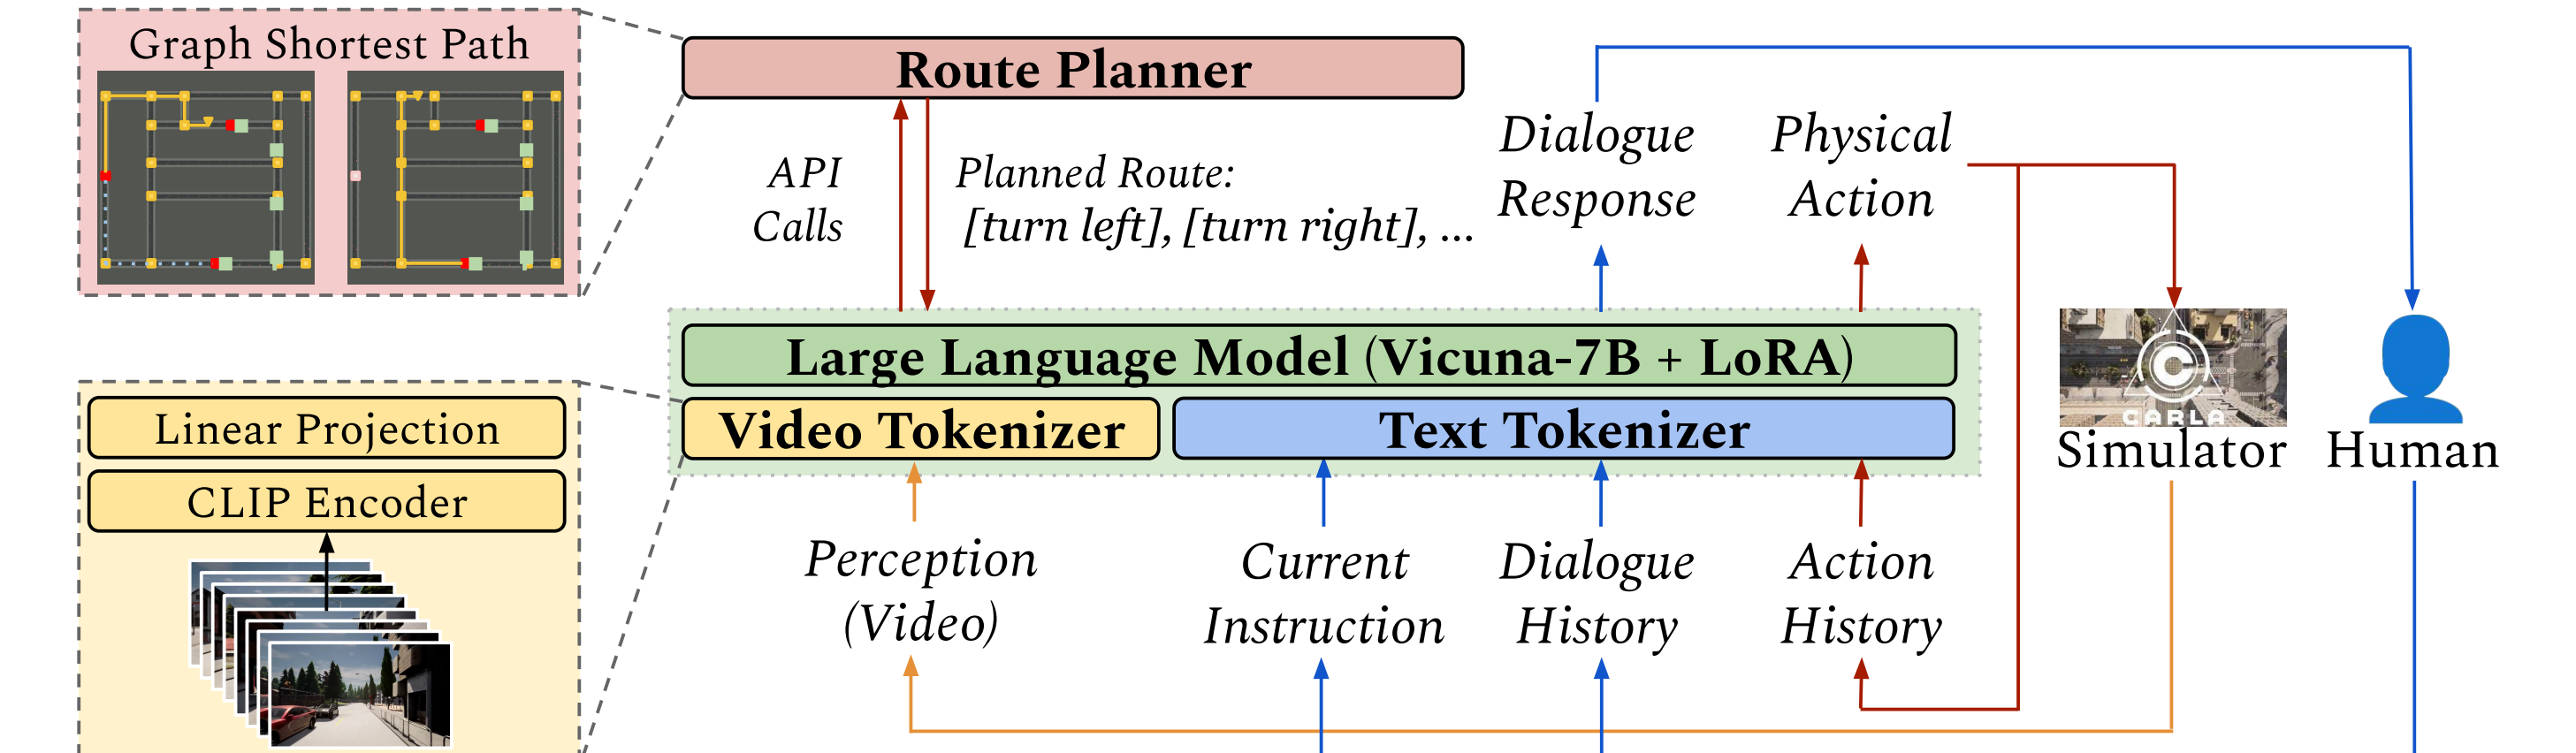 Graph Shortest Path
Route Planner
API
Calls
Planned Route:
[turn left], [turn right], ...
Dialogue
Response
Physical
Action
Large Language Model (Vicuna-7B + LoRA)
Video Tokenizer
Text Tokenizer
Linear Projection
CLIP Encoder
CARLA
Simulator
Human
Perception
(Video)
Current
Instruction
Dialogue
History
Action
History